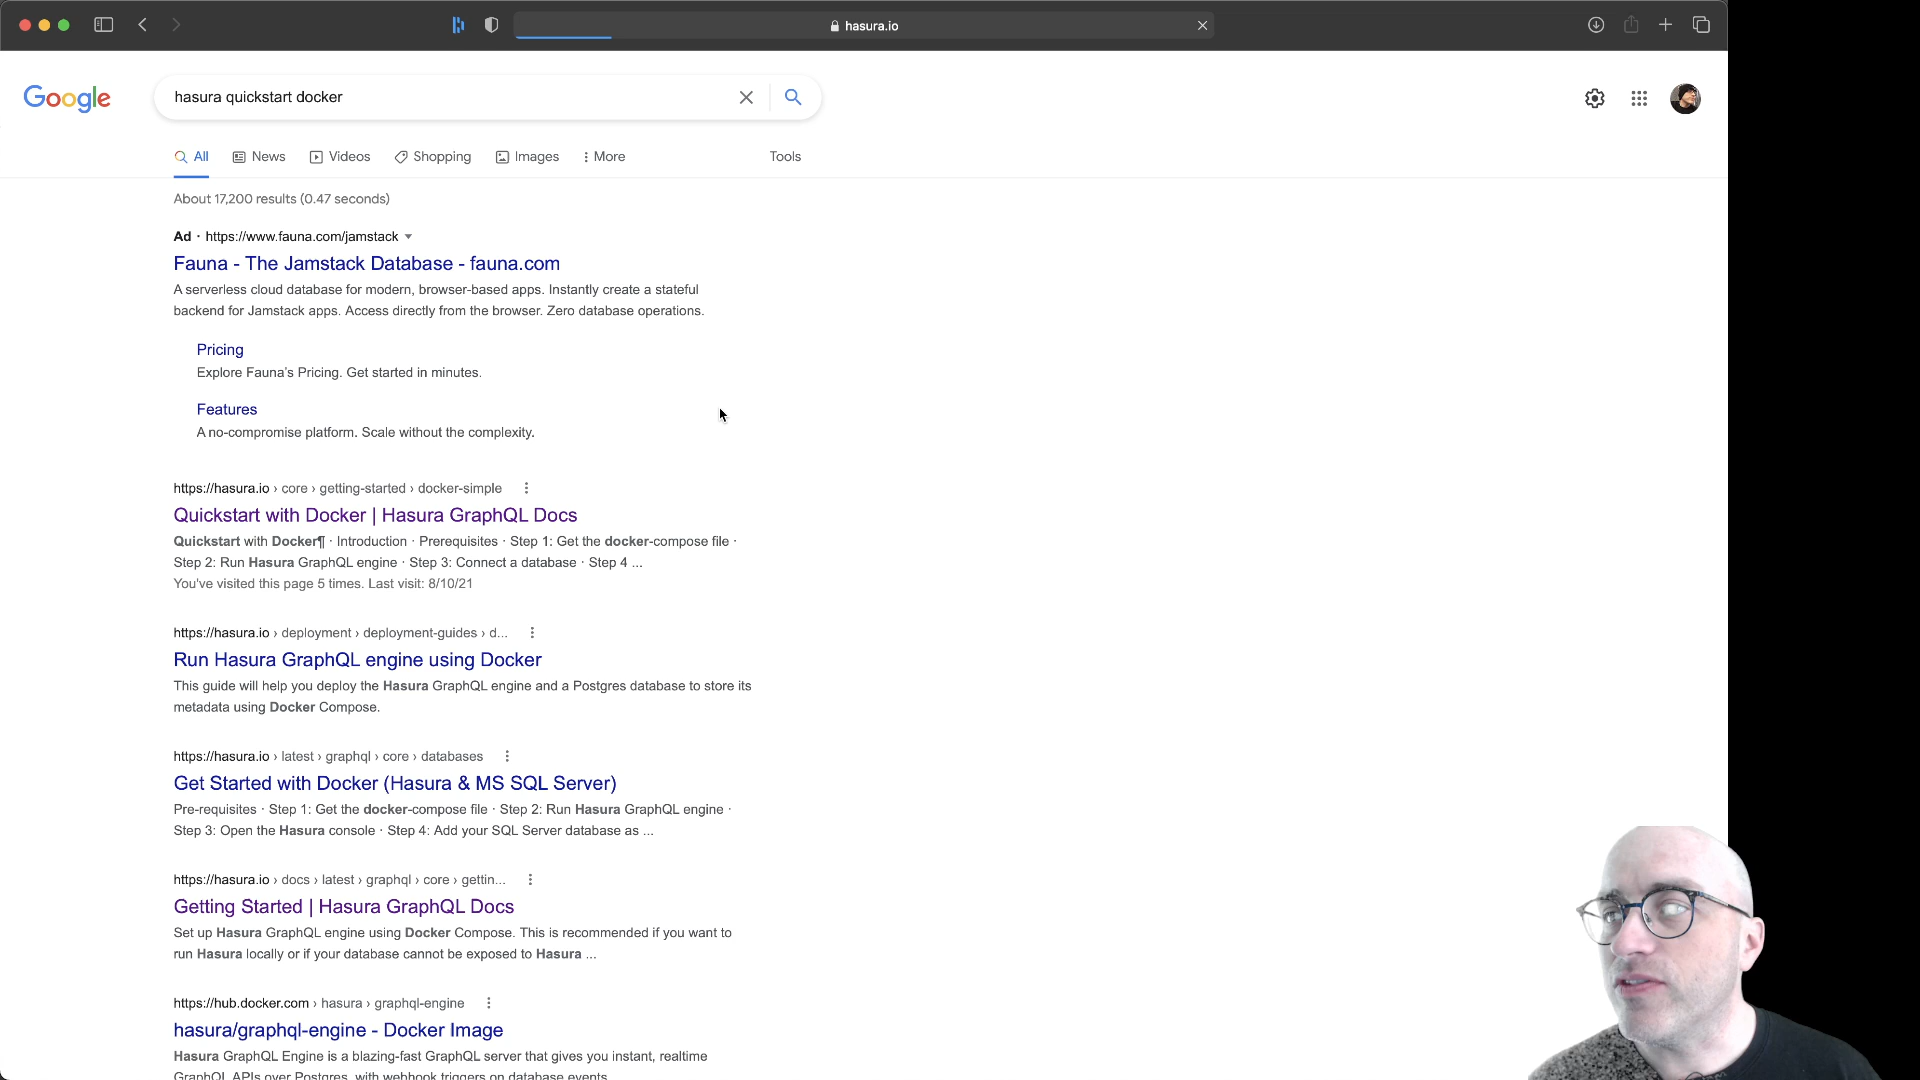 hasura.io
Google
hasura quickstart docker
All
News
Videos
Shopping
Images
More
Tools
About 17,200 results (0.47 seconds)
Ad · https://www.fauna.com/jamstack
Fauna - The Jamstack Database - fauna.com
A serverless cloud database for modern, browser-based apps. Instantly create a stateful
backend for Jamstack apps. Access directly from the browser. Zero database operations.
Pricing
Explore Fauna's Pricing. Get started in minutes.
Features
A no-compromise platform. Scale without the complexity.
https://hasura.io › core › getting-started › docker-simple
Quickstart with Docker | Hasura GraphQL Docs
Quickstart with Docker¶ · Introduction · Prerequisites · Step 1: Get the docker-compose file ·
Step 2: Run Hasura GraphQL engine · Step 3: Connect a database · Step 4 ...
You've visited this page 5 times. Last visit: 8/10/21
https://hasura.io › deployment › deployment-guides › d...
Run Hasura GraphQL engine using Docker
This guide will help you deploy the Hasura GraphQL engine and a Postgres database to store its
metadata using Docker Compose.
https://hasura.io › latest › graphql › core › databases
Get Started with Docker (Hasura & MS SQL Server)
Pre-requisites · Step 1: Get the docker-compose file · Step 2: Run Hasura GraphQL engine ·
Step 3: Open the Hasura console · Step 4: Add your SQL Server database as ...
https://hasura.io › docs › latest › graphql › core › gettin...
Getting Started | Hasura GraphQL Docs
Set up Hasura GraphQL engine using Docker Compose. This is recommended if you want to
run Hasura locally or if your database cannot be exposed to Hasura ...
https://hub.docker.com › hasura › graphql-engine
hasura/graphql-engine - Docker Image
Hasura GraphQL Engine is a blazing-fast GraphQL server that gives you instant, realtime
GraphQL APIs over Postgres, with webhook triggers on database events